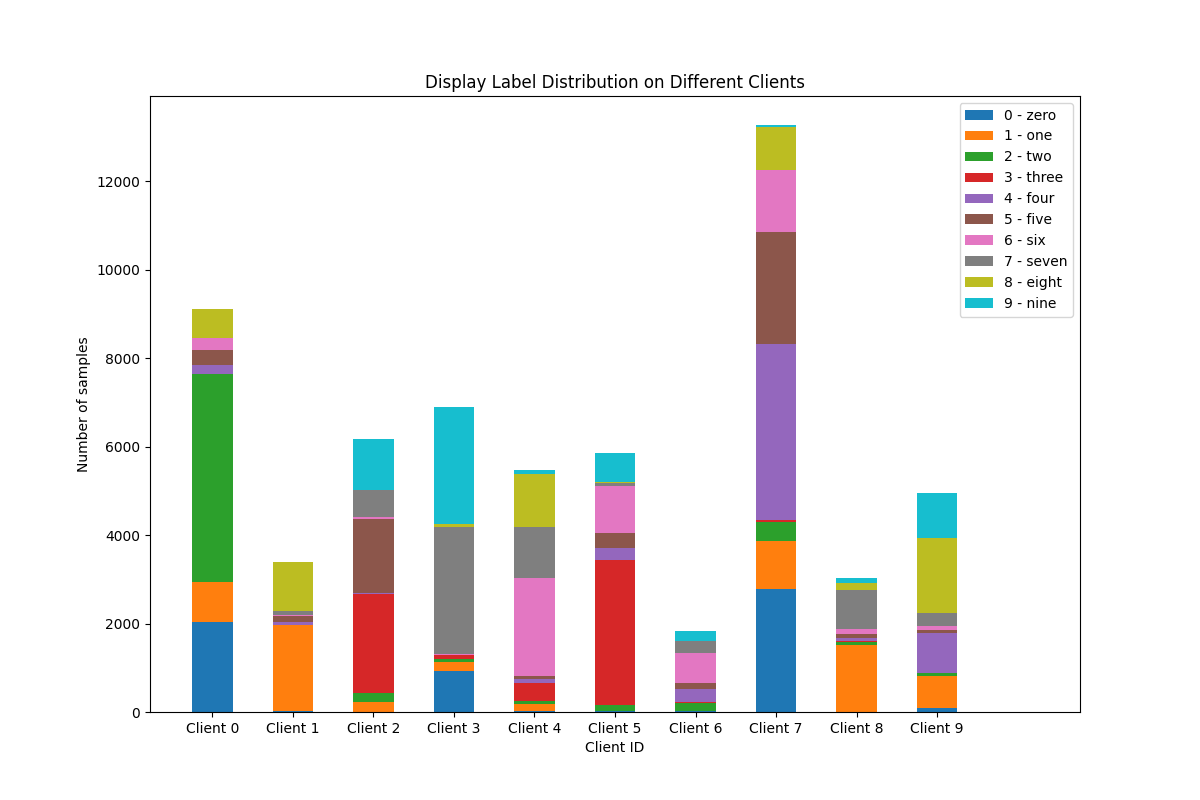 Display Label Distribution on Different Clients
0 - zero
1 - one
2 - two
3 - three
4 - four
5 - five
6 - six
7 - seven
8 - eight
9 - nine
Number of samples
12000
10000
8000
6000
4000
2000
0
Client 0 Client 1 Client 2 Client 3 Client 4 Client 5 Client 6 Client 7 Client 8 Client 9
Client ID